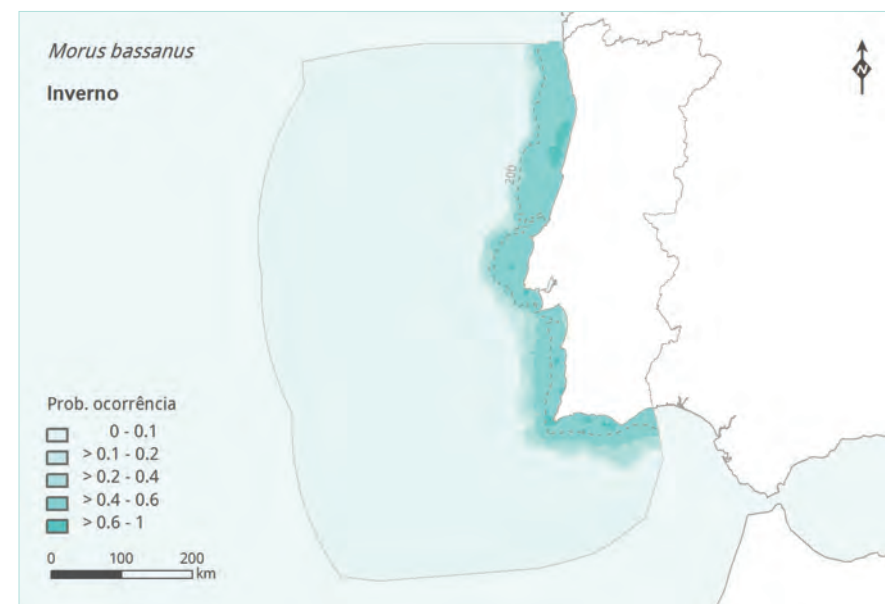 Morus bassanus
Inverno
N
200
Prob. ocorrência
0 - 0.1
> 0.1 - 0.2
> 0.2 - 0.4
> 0.4 - 0.6
> 0.6 - 1
0 100 200
km